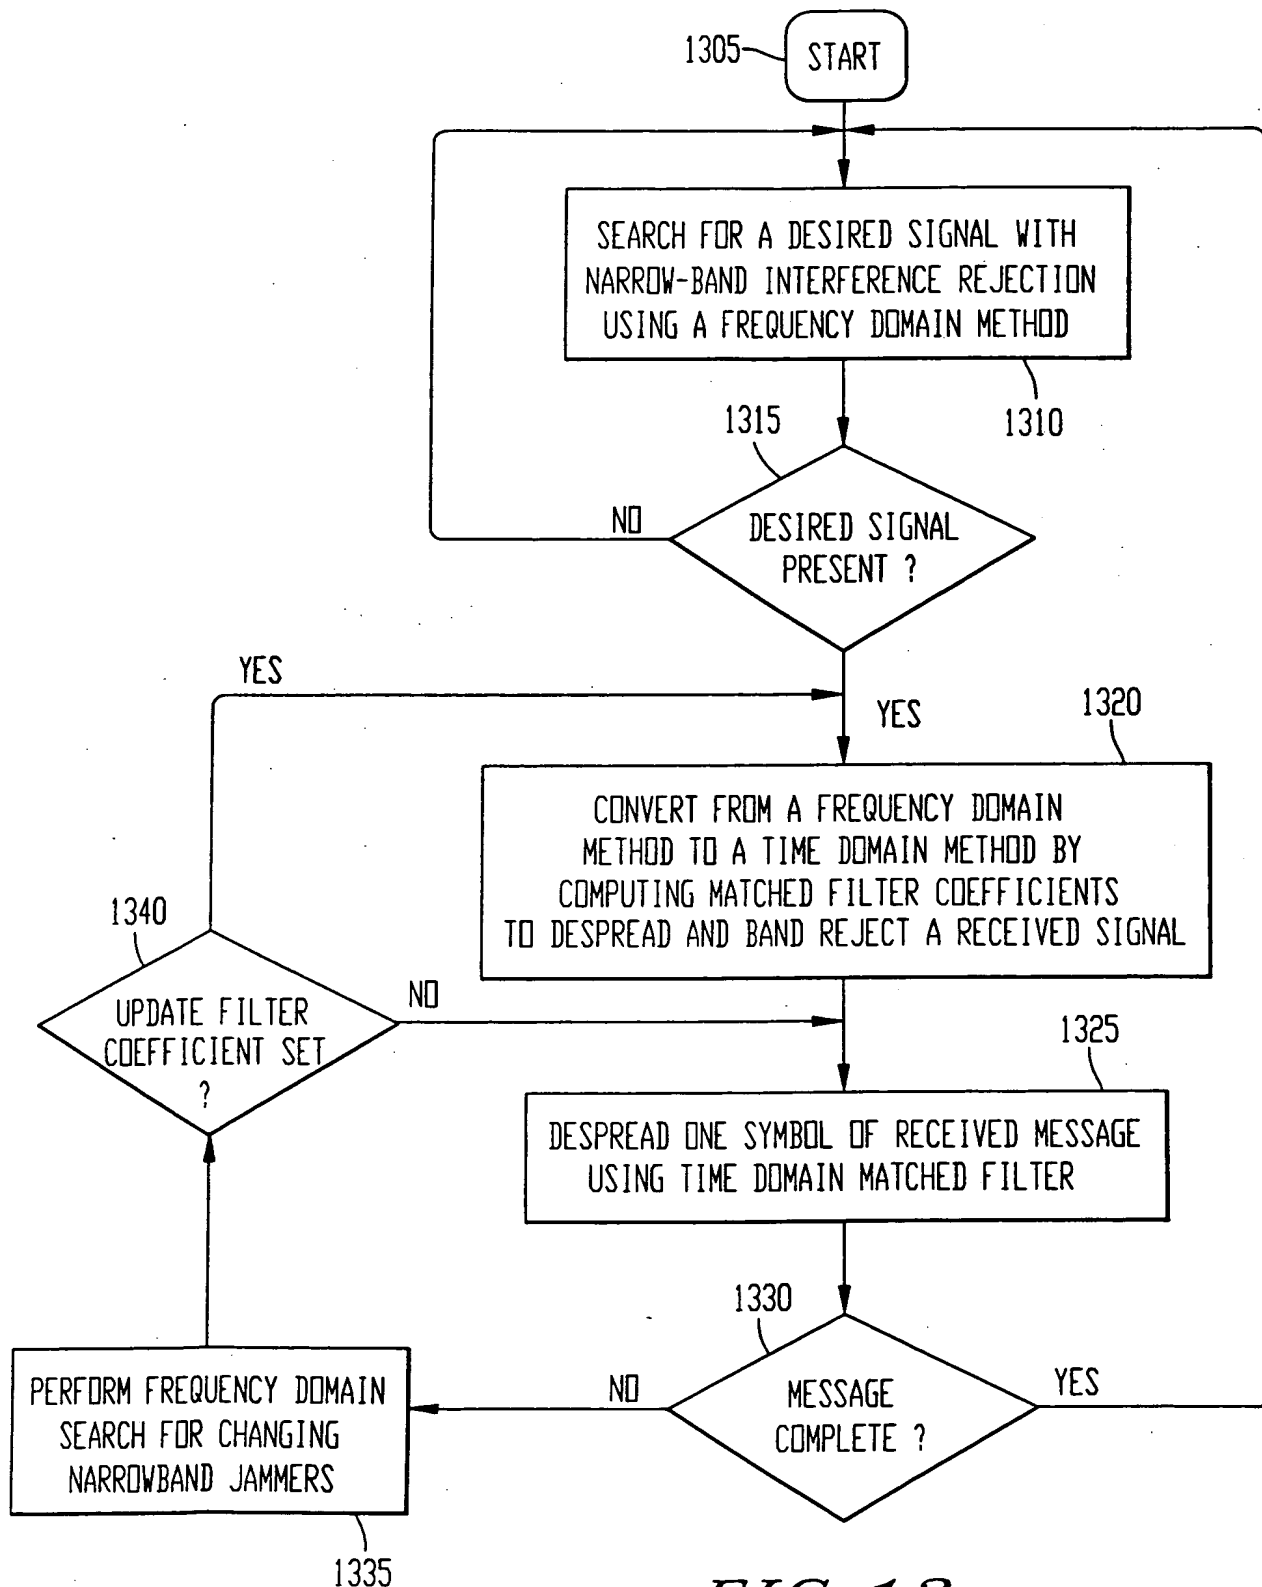 1305
START
SEARCH FOR A DESIRED SIGNAL WITH
NARROW-BAND INTERFERENCE REJECTION
USING A FREQUENCY DOMAIN METHOD
1310
1315
NO
DESIRED SIGNAL
PRESENT ?
YES
YES
1320
CONVERT FROM A FREQUENCY DOMAIN
METHOD TO A TIME DOMAIN METHOD BY
COMPUTING MATCHED FILTER COEFFICIENTS
TO DESPREAD AND BAND REJECT A RECEIVED SIGNAL
1340
NO
UPDATE FILTER
COEFFICIENT SET
?
1325
DESPREAD ONE SYMBOL OF RECEIVED MESSAGE
USING TIME DOMAIN MATCHED FILTER
1330
NO
YES
MESSAGE
COMPLETE ?
PERFORM FREQUENCY DOMAIN
SEARCH FOR CHANGING
NARROWBAND JAMMERS
1335